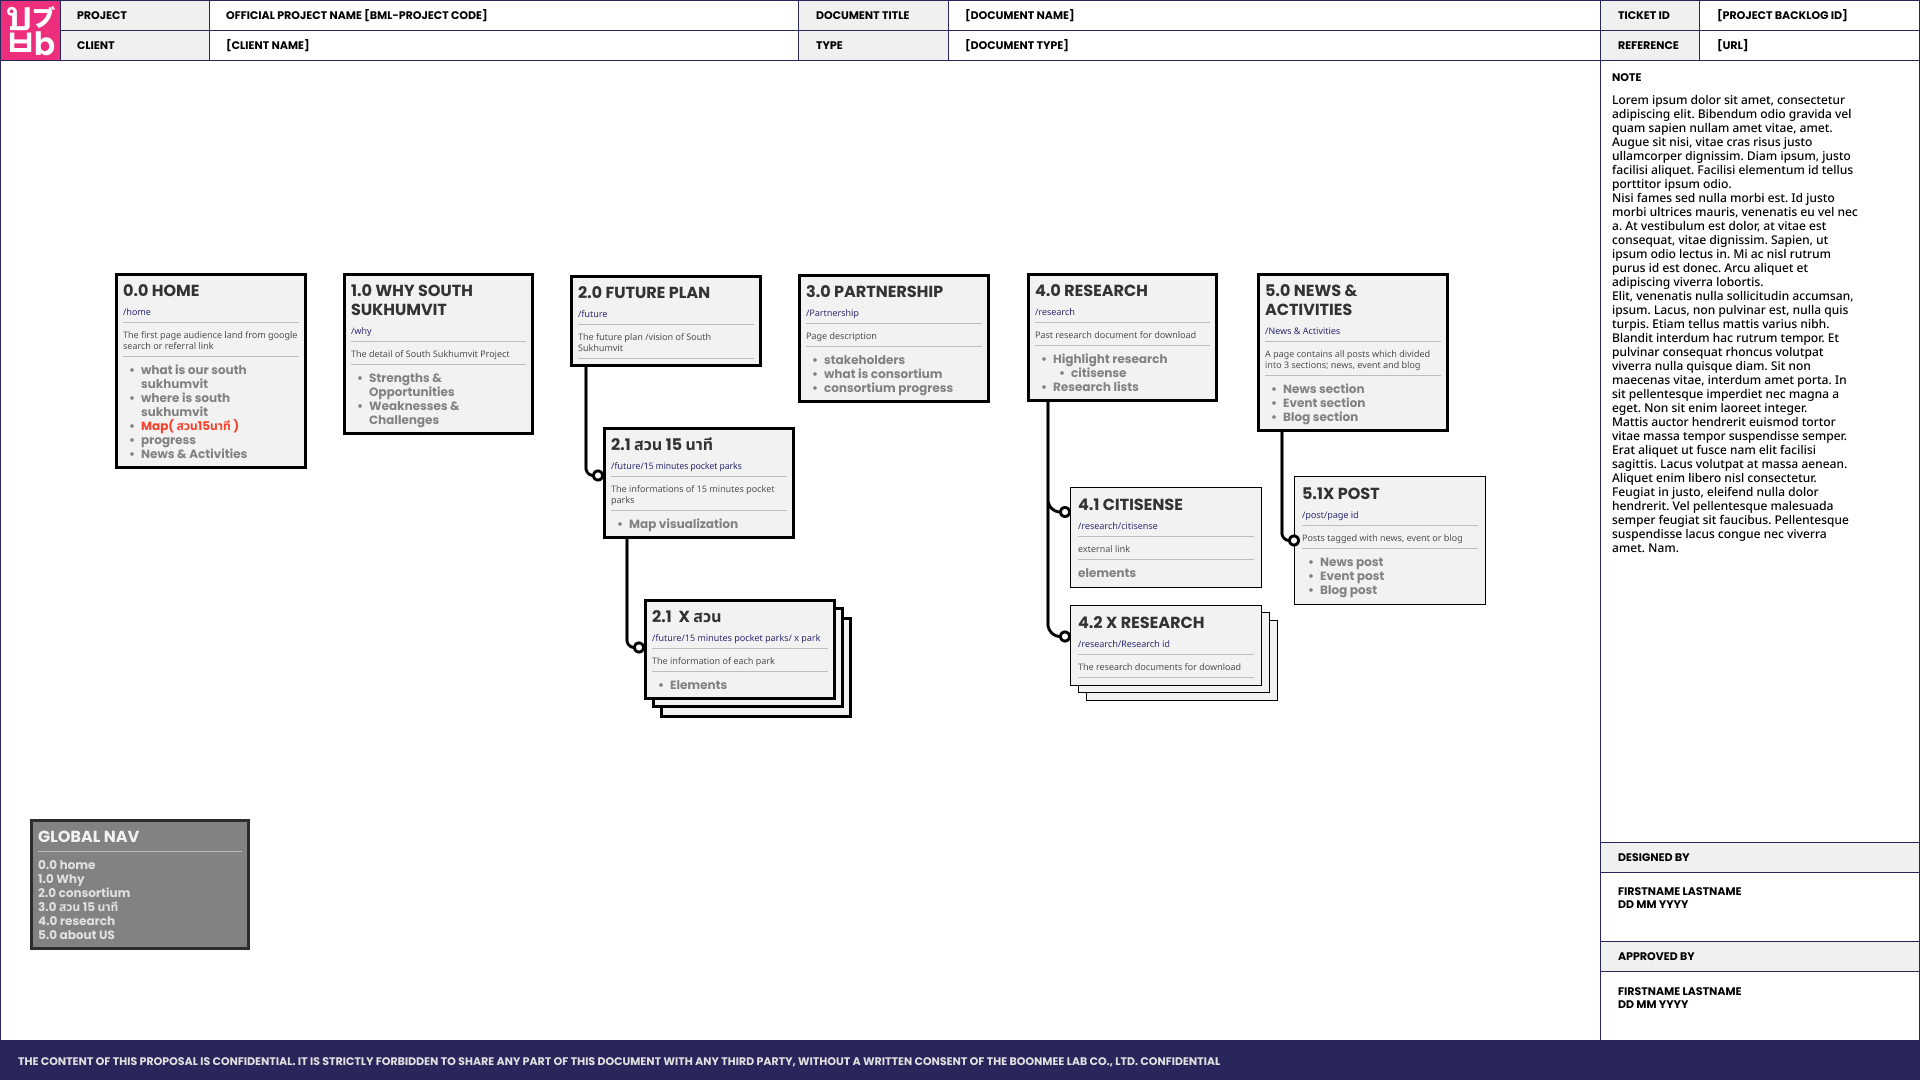 PROJECT
OFFICIAL PROJECT NAME [BML-PROJECT CODE]
DOCUMENT TITLE
[DOCUMENT NAME]
TICKET ID
[PROJECT BACKLOG ID]
CLIENT
[CLIENT NAME]
TYPE
[DOCUMENT TYPE]
REFERENCE
[URL]
0.0 HOME
/home
The first page audience land from google
search or referral link
• what is our south
sukhumvit
• where is south
sukhumvit
• Map( สวน15นาที )
• progress
• News & Activities
1.0 WHY SOUTH
SUKHUMVIT
/why
The detail of South Sukhumvit Project
• Strengths &
Opportunities
• Weaknesses &
Challenges
2.0 FUTURE PLAN
/future
The future plan /vision of South
Sukhumvit
2.1 สวน 15 นาที
/future/15 minutes pocket parks
The informations of 15 minutes pocket
parks
• Map visualization
2.1  X สวน
/future/15 minutes pocket parks/ x park
The information of each park
• Elements
3.0 PARTNERSHIP
/Partnership
Page description
• stakeholders
• what is consortium
• consortium progress
4.0 RESEARCH
/research
Past research document for download
• Highlight research
• citisense
• Research lists
4.1 CITISENSE
/research/citisense
external link
elements
4.2 X RESEARCH
/research/Research id
The research documents for download
5.0 NEWS &
ACTIVITIES
/News & Activities
A page contains all posts which divided
into 3 sections; news, event and blog
• News section
• Event section
• Blog section
5.1X POST
/post/page id
Posts tagged with news, event or blog
• News post
• Event post
• Blog post
GLOBAL NAV
0.0 home
1.0 Why
2.0 consortium
3.0 สวน 15 นาที
4.0 research
5.0 about US
NOTE
Lorem ipsum dolor sit amet, consectetur
adipiscing elit. Bibendum odio gravida vel
quam sapien nullam amet vitae, amet.
Augue sit nisi, vitae cras risus justo
ullamcorper dignissim. Diam ipsum, justo
facilisi aliquet. Facilisi elementum id tellus
porttitor ipsum odio.
Nisi fames sed nulla morbi est. Id justo
morbi ultrices mauris, venenatis eu vel nec
a. At vestibulum est dolor, at vitae est
consequat, vitae dignissim. Sapien, ut
ipsum odio lectus in. Mi ac nisl rutrum
purus id est donec. Arcu aliquet et
adipiscing viverra lobortis.
Elit, venenatis nulla sollicitudin accumsan,
ipsum. Lacus, non pulvinar est, nulla quis
turpis. Etiam tellus mattis varius nibh.
Blandit interdum hac rutrum tempor. Et
pulvinar consequat rhoncus volutpat
viverra nulla quisque diam. Sit non
maecenas vitae, interdum amet porta. In
sit pellentesque imperdiet nec magna a
eget. Non sit enim laoreet integer.
Mattis auctor hendrerit euismod tortor
vitae massa tempor suspendisse semper.
Erat aliquet ut fusce nam elit facilisi
sagittis. Lacus volutpat at massa aenean.
Aliquet enim libero nisl consectetur.
Feugiat in justo, eleifend nulla dolor
hendrerit. Vel pellentesque malesuada
semper feugiat sit faucibus. Pellentesque
suspendisse lacus congue nec viverra
amet. Nam.
DESIGNED BY
FIRSTNAME LASTNAME
DD MM YYYY
APPROVED BY
FIRSTNAME LASTNAME
DD MM YYYY
THE CONTENT OF THIS PROPOSAL IS CONFIDENTIAL. IT IS STRICTLY FORBIDDEN TO SHARE ANY PART OF THIS DOCUMENT WITH ANY THIRD PARTY, WITHOUT A WRITTEN CONSENT OF THE BOONMEE LAB CO., LTD. CONFIDENTIAL